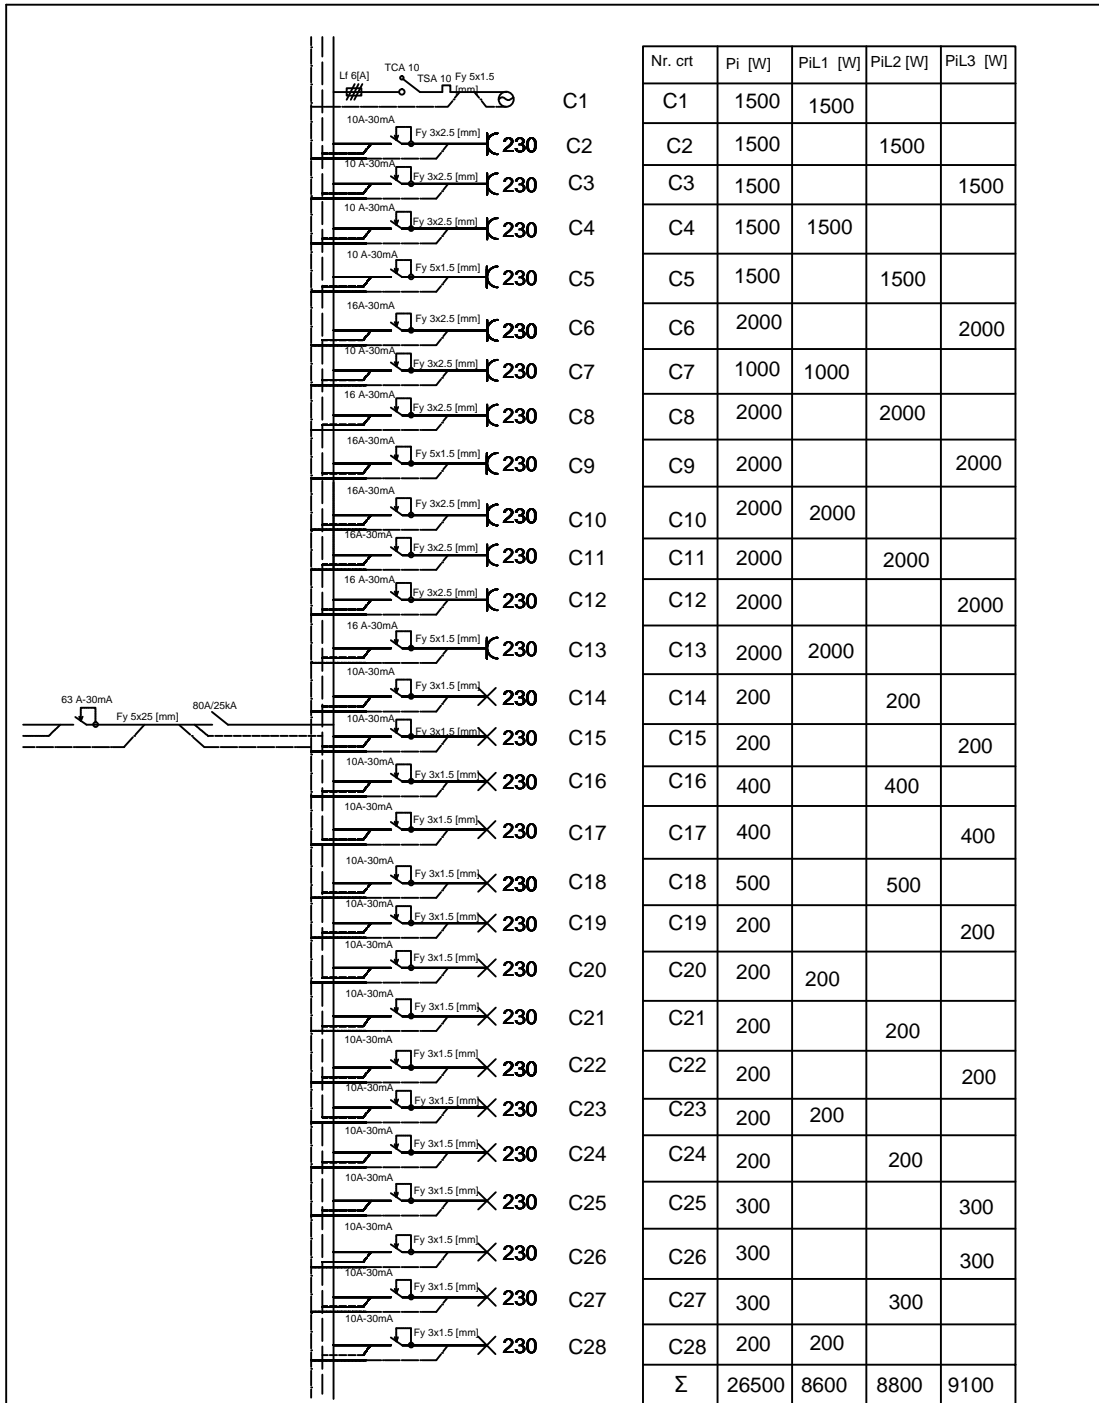 Nr. crt Pi [W] PiL1 [W] PiL2 [W] PiL3 [W]
Lf 6[A] TCA 10 TSA 10 Fy 5x1.5 [mm] C1 C1 1500 1500
10A-30mA Fy 3x2.5 [mm] 230 C2 C2 1500 1500
10 A-30mA Fy 3x2.5 [mm] 230 C3 C3 1500 1500
10 A-30mA Fy 3x2.5 [mm] 230 C4 C4 1500 1500
10 A-30mA Fy 5x1.5 [mm] 230 C5 C5 1500 1500
16A-30mA Fy 3x2.5 [mm] 230 C6 C6 2000 2000
10 A-30mA Fy 3x2.5 [mm] 230 C7 C7 1000 1000
16 A-30mA Fy 3x2.5 [mm] 230 C8 C8 2000 2000
16A-30mA Fy 5x1.5 [mm] 230 C9 C9 2000 2000
16A-30mA Fy 3x2.5 [mm] 230 C10 C10 2000 2000
16A-30mA Fy 3x2.5 [mm] 230 C11 C11 2000 2000
16 A-30mA Fy 3x2.5 [mm] 230 C12 C12 2000 2000
16 A-30mA Fy 5x1.5 [mm] 230 C13 C13 2000 2000
10A-30mA Fy 3x1.5 [mm] 230 C14 C14 200 200
63 A-30mA Fy 5x25 [mm] 80A/25kA
10A-30mA Fy 3x1.5 [mm] 230 C15 C15 200 200
10A-30mA Fy 3x1.5 [mm] 230 C16 C16 400 400
10A-30mA Fy 3x1.5 [mm] 230 C17 C17 400 400
10A-30mA Fy 3x1.5 [mm] 230 C18 C18 500 500
10A-30mA Fy 3x1.5 [mm] 230 C19 C19 200 200
10A-30mA Fy 3x1.5 [mm] 230 C20 C20 200 200
10A-30mA Fy 3x1.5 [mm] 230 C21 C21 200 200
10A-30mA Fy 3x1.5 [mm] 230 C22 C22 200 200
10A-30mA Fy 3x1.5 [mm] 230 C23 C23 200 200
10A-30mA Fy 3x1.5 [mm] 230 C24 C24 200 200
10A-30mA Fy 3x1.5 [mm] 230 C25 C25 300 300
10A-30mA Fy 3x1.5 [mm] 230 C26 C26 300 300
10A-30mA Fy 3x1.5 [mm] 230 C27 C27 300 300
10A-30mA Fy 3x1.5 [mm] 230 C28 C28 200 200
Σ 26500 8600 8800 9100